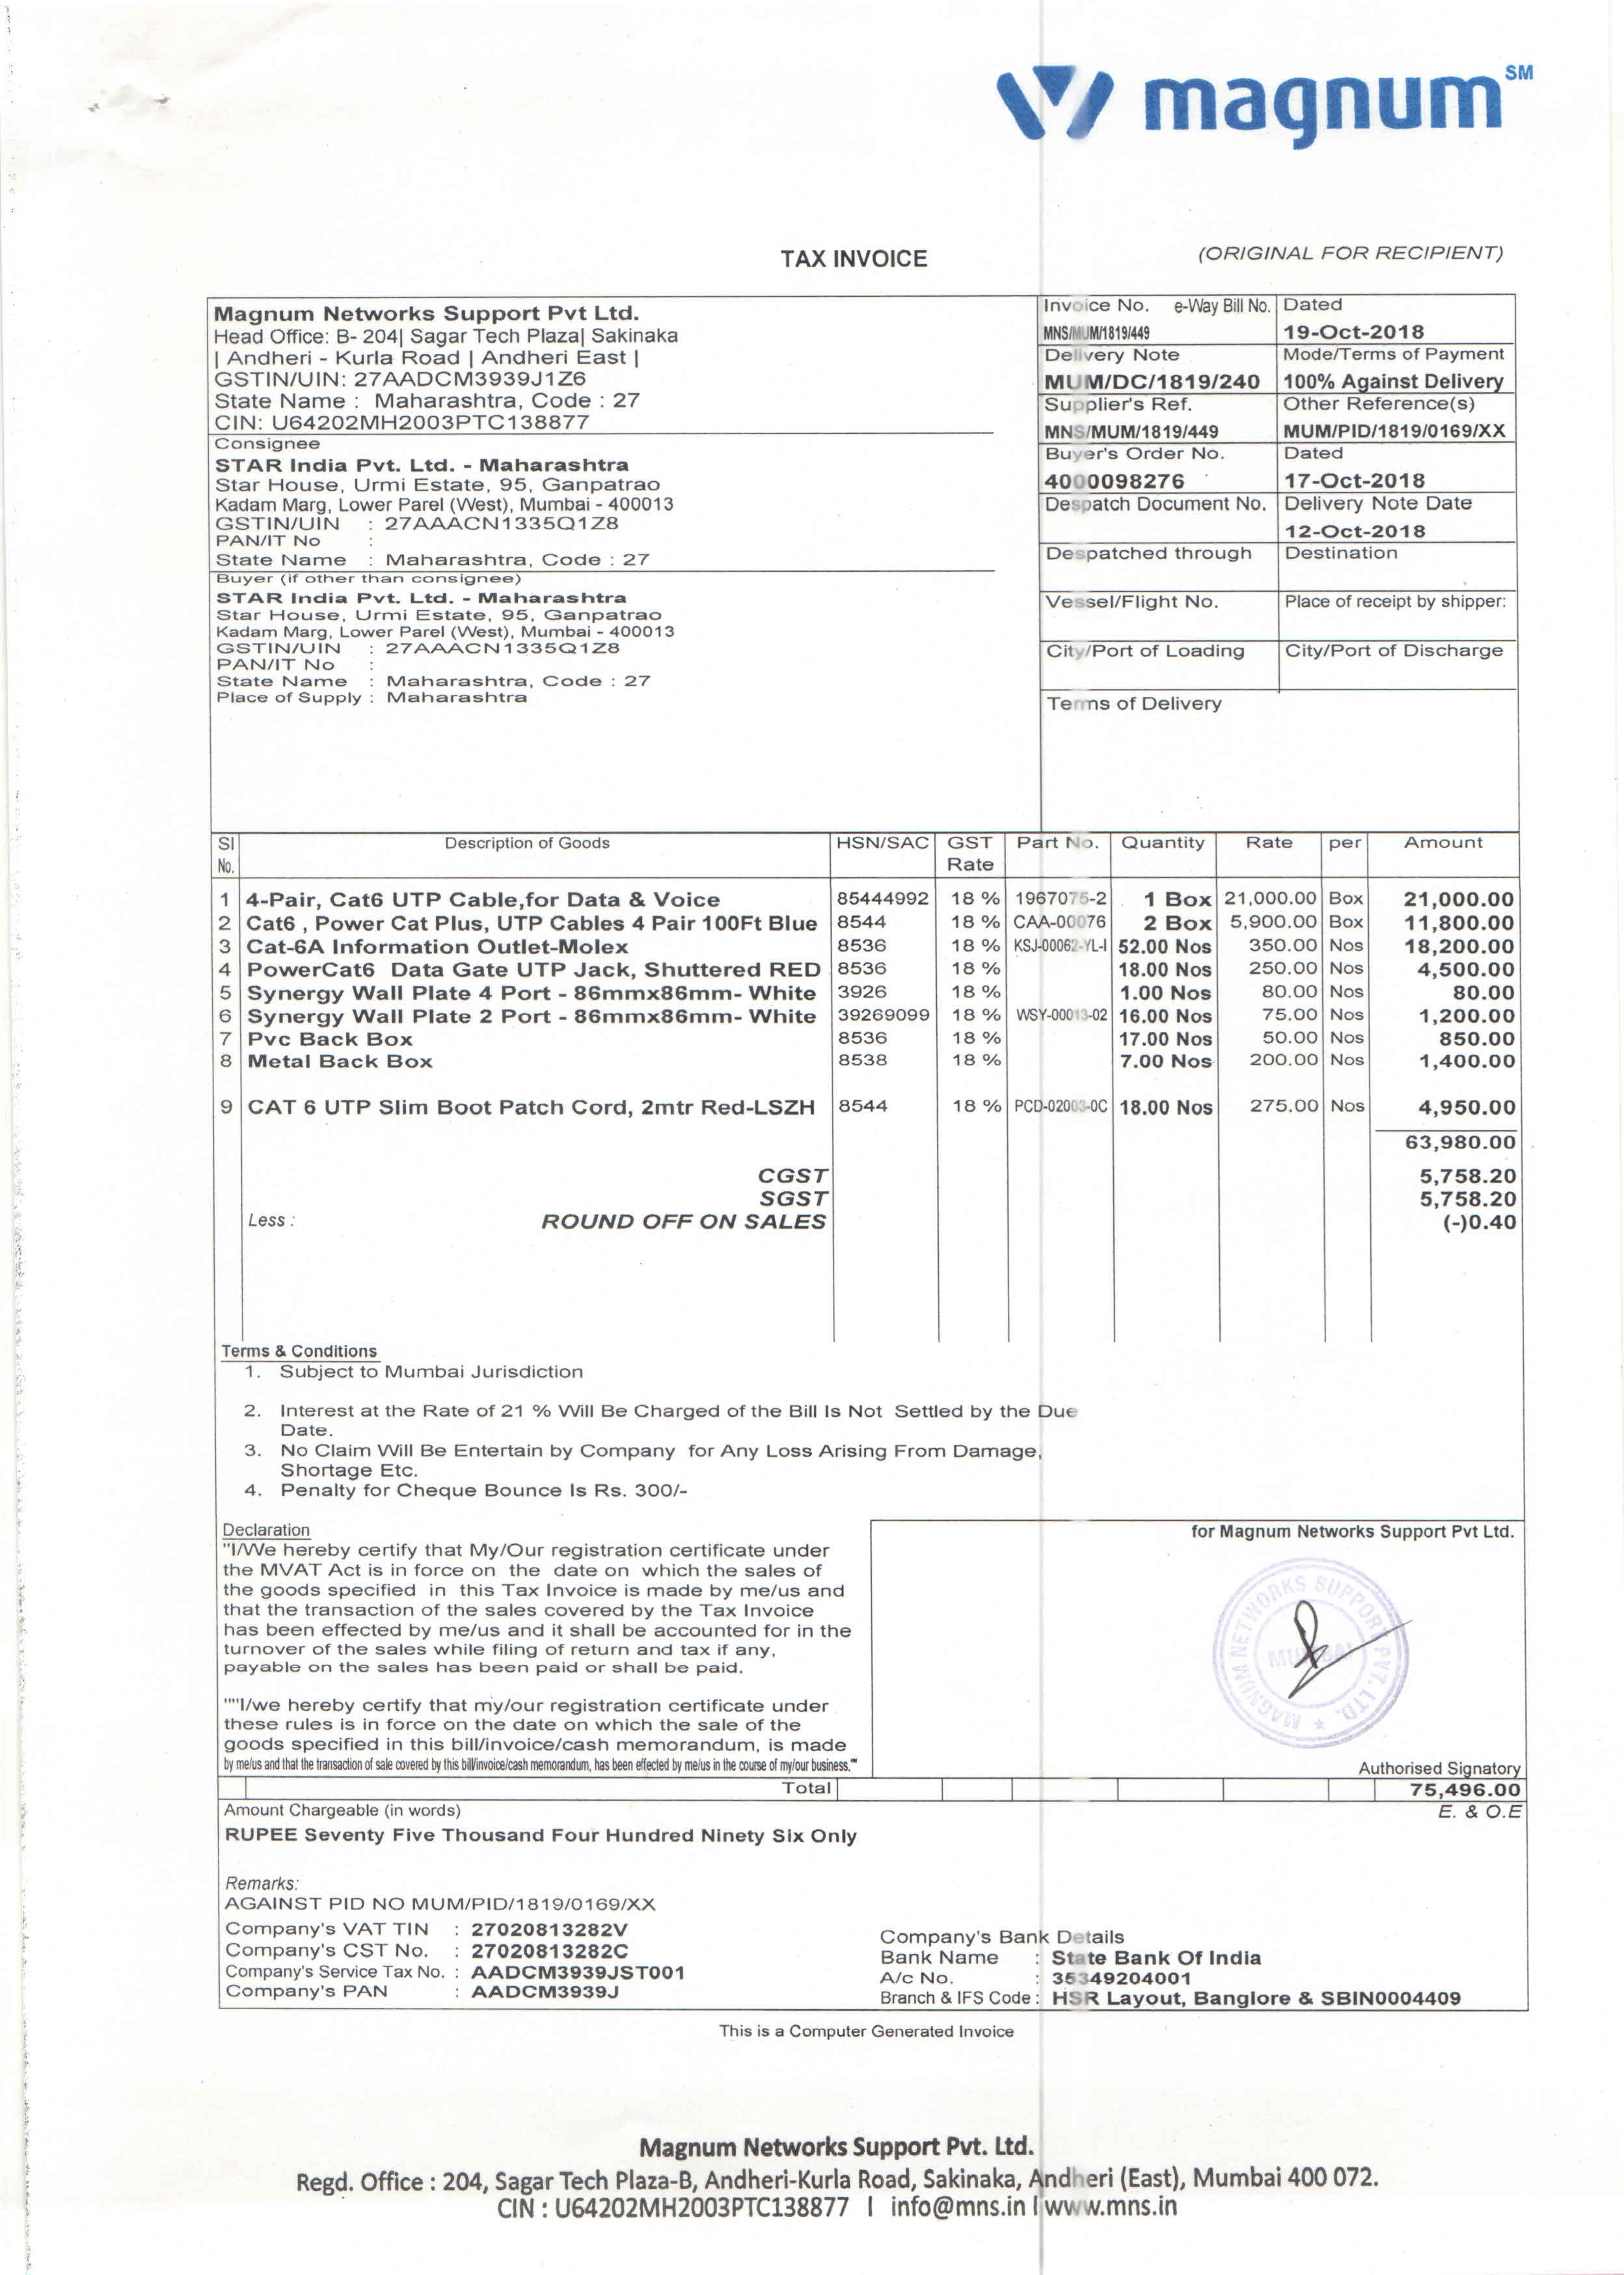 magnum SM
TAX INVOICE
(ORIGINAL FOR RECIPIENT)
Magnum Networks Support Pvt Ltd.
Head Office: B- 204| Sagar Tech Plaza| Sakinaka
| Andheri - Kurla Road | Andheri East |
GSTIN/UIN: 27AADCM3939J1Z6
State Name : Maharashtra, Code : 27
CIN: U64202MH2003PTC138877
Consignee
STAR India Pvt. Ltd. - Maharashtra
Star House, Urmi Estate, 95, Ganpatrao
Kadam Marg, Lower Parel (West), Mumbai - 400013
GSTIN/UIN : 27AAACN1335Q1Z8
PAN/IT No :
State Name : Maharashtra, Code : 27
Buyer (if other than consignee)
STAR India Pvt. Ltd. - Maharashtra
Star House, Urmi Estate, 95, Ganpatrao
Kadam Marg, Lower Parel (West), Mumbai - 400013
GSTIN/UIN : 27AAACN1335Q1Z8
PAN/IT No :
State Name : Maharashtra, Code : 27
Place of Supply : Maharashtra
Invoice No. e-Way Bill No. Dated
MNS/MUM/1819/449 19-Oct-2018
Delivery Note Mode/Terms of Payment
MUM/DC/1819/240 100% Against Delivery
Supplier's Ref. Other Reference(s)
MNS/MUM/1819/449 MUM/PID/1819/0169/XX
Buyer's Order No. Dated
4000098276 17-Oct-2018
Despatch Document No. Delivery Note Date
12-Oct-2018
Despatched through Destination
Vessel/Flight No. Place of receipt by shipper:
City/Port of Loading City/Port of Discharge
Terms of Delivery
Sl Description of Goods HSN/SAC GST Part No. Quantity Rate per Amount
No. Rate
1 4-Pair, Cat6 UTP Cable,for Data & Voice 85444992 18 % 1967075-2 1 Box 21,000.00 Box 21,000.00
2 Cat6 , Power Cat Plus, UTP Cables 4 Pair 100Ft Blue 8544 18 % CAA-00076 2 Box 5,900.00 Box 11,800.00
3 Cat-6A Information Outlet-Molex 8536 18 % KSJ-00062-YL-I 52.00 Nos 350.00 Nos 18,200.00
4 PowerCat6 Data Gate UTP Jack, Shuttered RED 8536 18 % 18.00 Nos 250.00 Nos 4,500.00
5 Synergy Wall Plate 4 Port - 86mmx86mm- White 3926 18 % 1.00 Nos 80.00 Nos 80.00
6 Synergy Wall Plate 2 Port - 86mmx86mm- White 39269099 18 % WSY-00013-02 16.00 Nos 75.00 Nos 1,200.00
7 Pvc Back Box 8536 18 % 17.00 Nos 50.00 Nos 850.00
8 Metal Back Box 8538 18 % 7.00 Nos 200.00 Nos 1,400.00
9 CAT 6 UTP Slim Boot Patch Cord, 2mtr Red-LSZH 8544 18 % PCD-02003-0C 18.00 Nos 275.00 Nos 4,950.00
63,980.00
CGST 5,758.20
SGST 5,758.20
Less : ROUND OFF ON SALES (-)0.40
Terms & Conditions
1. Subject to Mumbai Jurisdiction
2. Interest at the Rate of 21 % Will Be Charged of the Bill Is Not Settled by the Due
Date.
3. No Claim Will Be Entertain by Company for Any Loss Arising From Damage,
Shortage Etc.
4. Penalty for Cheque Bounce Is Rs. 300/-
Declaration
"I/We hereby certify that My/Our registration certificate under
the MVAT Act is in force on the date on which the sales of
the goods specified in this Tax Invoice is made by me/us and
that the transaction of the sales covered by the Tax Invoice
has been effected by me/us and it shall be accounted for in the
turnover of the sales while filing of return and tax if any,
payable on the sales has been paid or shall be paid.
""I/we hereby certify that my/our registration certificate under
these rules is in force on the date on which the sale of the
goods specified in this bill/invoice/cash memorandum, is made
by me/us and that the transaction of sale covered by this bill/invoice/cash memorandum, has been effected by me/us in the course of my/our business."
for Magnum Networks Support Pvt Ltd.
MAGNUM NETWORKS SUPPORT PVT. LTD.
MUMBAI
Authorised Signatory
Total 75,496.00
Amount Chargeable (in words) E. & O.E
RUPEE Seventy Five Thousand Four Hundred Ninety Six Only
Remarks:
AGAINST PID NO MUM/PID/1819/0169/XX
Company's VAT TIN : 27020813282V
Company's CST No. : 27020813282C
Company's Service Tax No. : AADCM3939JST001
Company's PAN : AADCM3939J
Company's Bank Details
Bank Name : State Bank Of India
A/c No. : 35349204001
Branch & IFS Code : HSR Layout, Banglore & SBIN0004409
This is a Computer Generated Invoice
Magnum Networks Support Pvt. Ltd.
Regd. Office : 204, Sagar Tech Plaza-B, Andheri-Kurla Road, Sakinaka, Andheri (East), Mumbai 400 072.
CIN : U64202MH2003PTC138877 | info@mns.in | www.mns.in